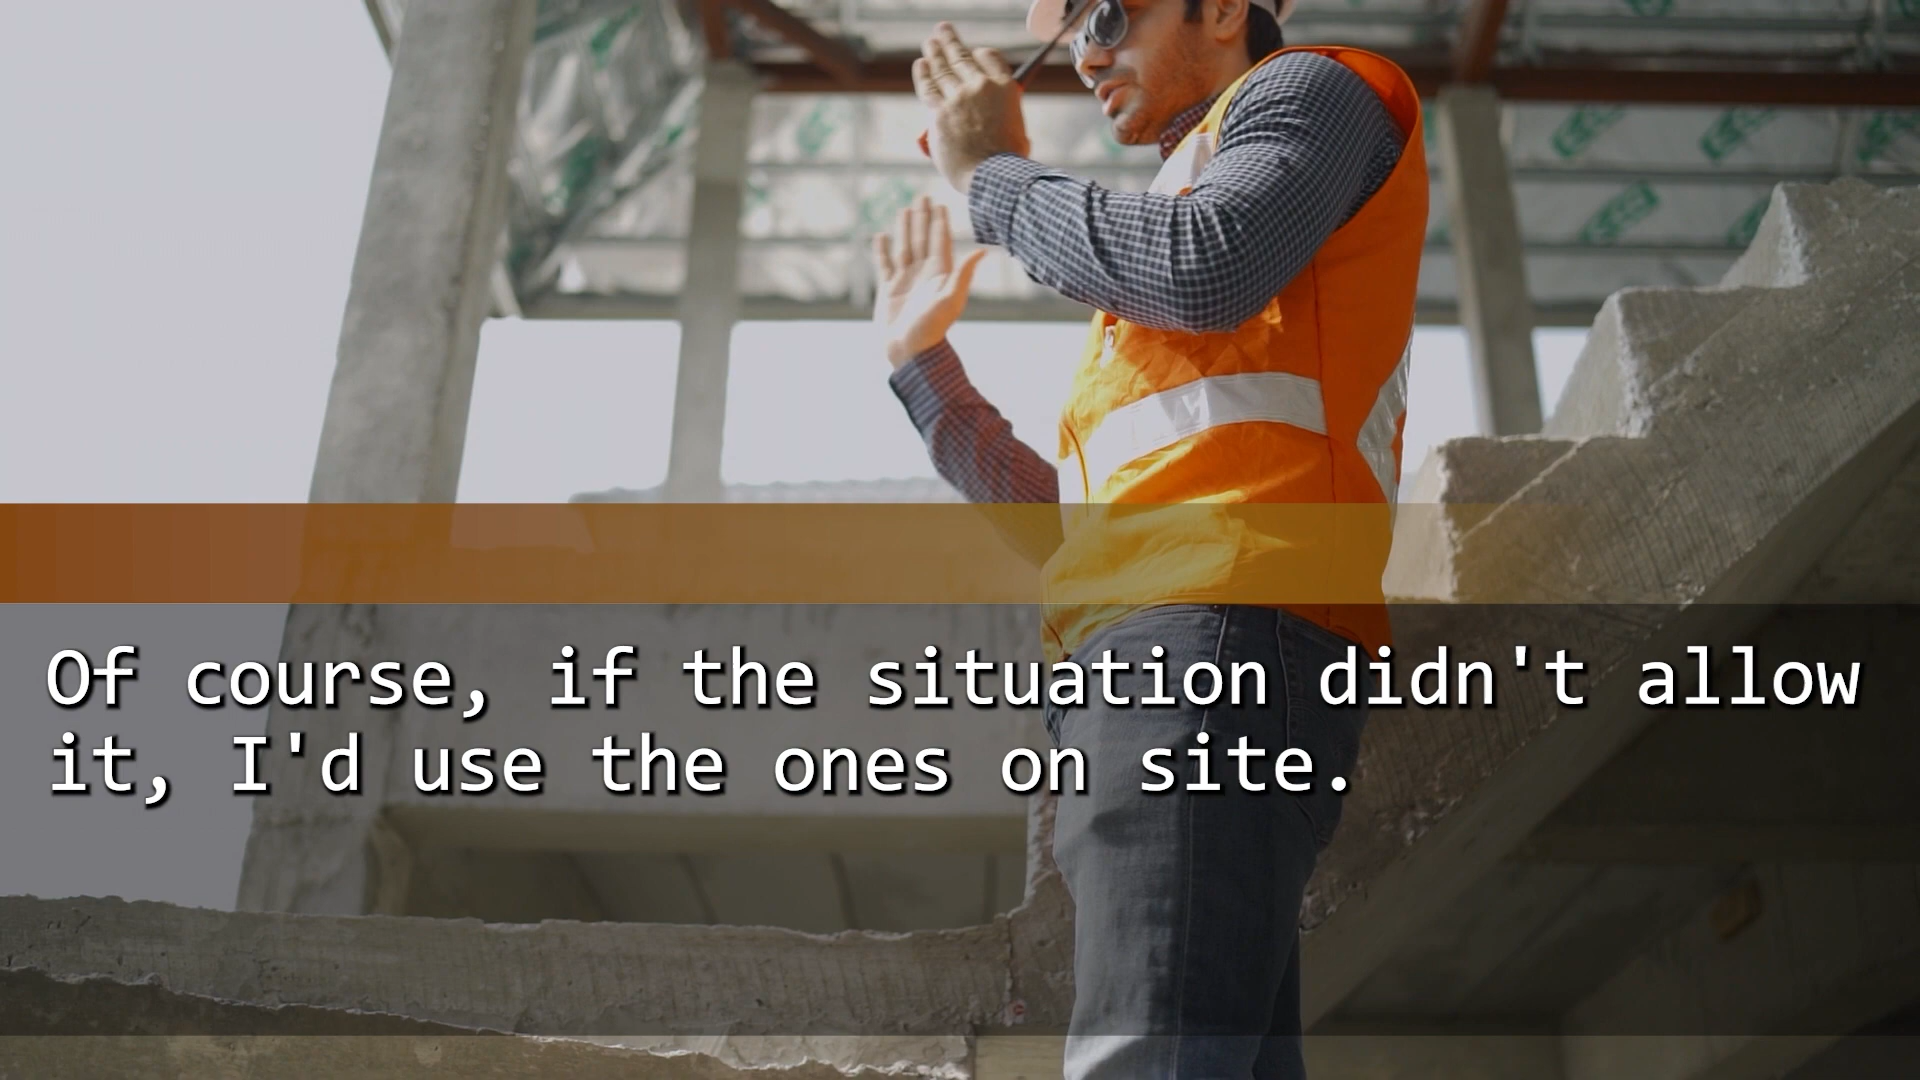 Of course, if the situation didn't allow
it, I'd use the ones on site.